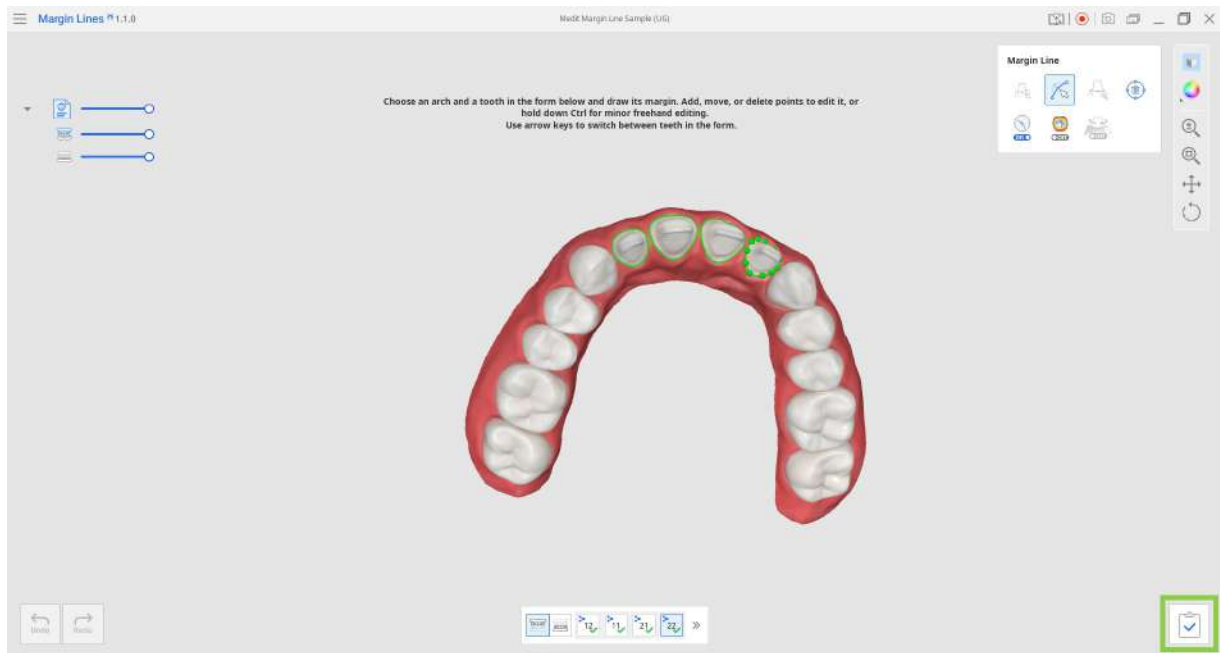 Margin Lines 1.1.0
Medit Margin Line Sample (UG)
Margin Line
Choose an arch and a tooth in the form below and draw its margin. Add, move, or delete points to edit it, or
hold down Ctrl for minor freehand editing.
Use arrow keys to switch between teeth in the form.
Undo
Redo
12
11
21
22